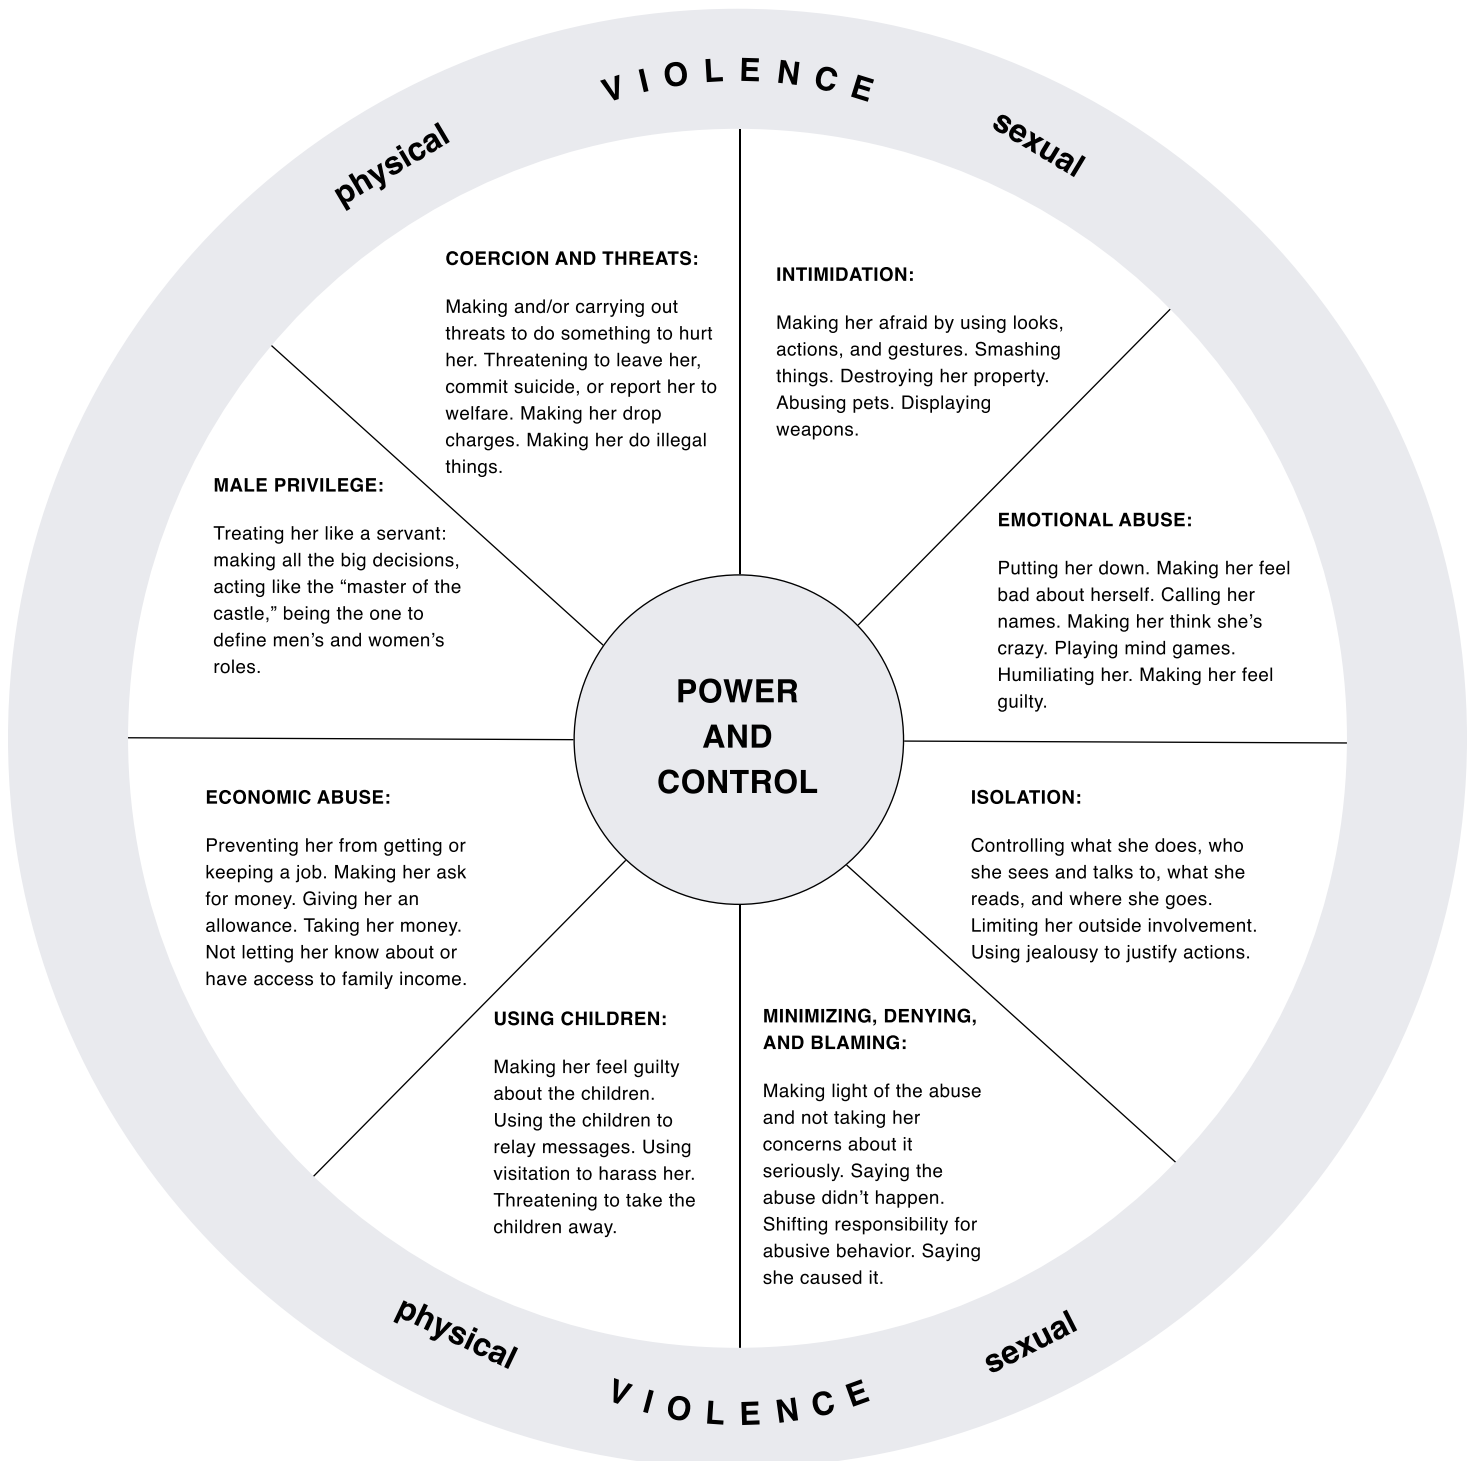 VIOLENCE
physical
sexual
COERCION AND THREATS:
Making and/or carrying out
threats to do something to hurt
her. Threatening to leave her,
commit suicide, or report her to
welfare. Making her drop
charges. Making her do illegal
things.
INTIMIDATION:
Making her afraid by using looks,
actions, and gestures. Smashing
things. Destroying her property.
Abusing pets. Displaying
weapons.
MALE PRIVILEGE:
Treating her like a servant:
making all the big decisions,
acting like the “master of the
castle,” being the one to
define men’s and women’s
roles.
EMOTIONAL ABUSE:
Putting her down. Making her feel
bad about herself. Calling her
names. Making her think she’s
crazy. Playing mind games.
Humiliating her. Making her feel
guilty.
POWER
AND
CONTROL
ECONOMIC ABUSE:
Preventing her from getting or
keeping a job. Making her ask
for money. Giving her an
allowance. Taking her money.
Not letting her know about or
have access to family income.
ISOLATION:
Controlling what she does, who
she sees and talks to, what she
reads, and where she goes.
Limiting her outside involvement.
Using jealousy to justify actions.
USING CHILDREN:
Making her feel guilty
about the children.
Using the children to
relay messages. Using
visitation to harass her.
Threatening to take the
children away.
MINIMIZING, DENYING,
AND BLAMING:
Making light of the abuse
and not taking her
concerns about it
seriously. Saying the
abuse didn’t happen.
Shifting responsibility for
abusive behavior. Saying
she caused it.
physical
sexual
VIOLENCE